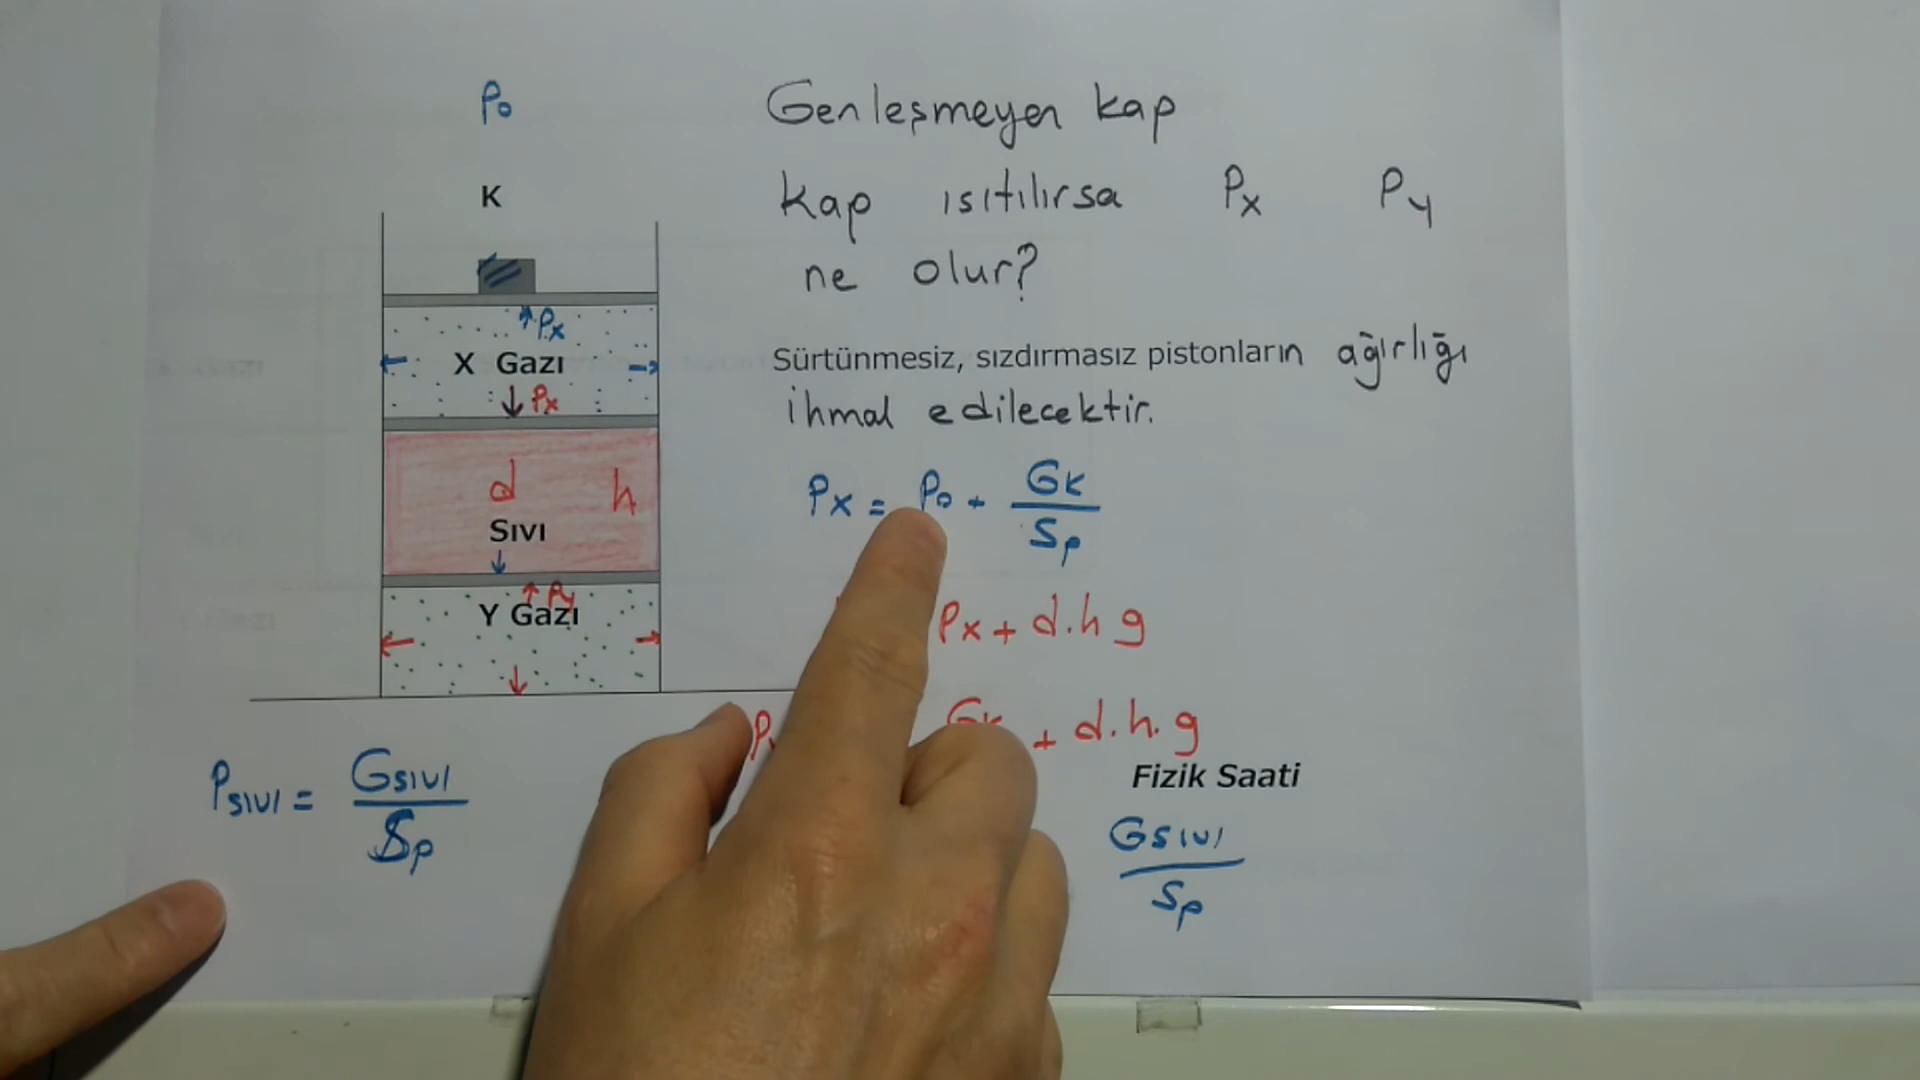 P₀
K
↑Px
X Gazı
↓ Px
d h
Sıvı
↑ Py
Y Gazı
Psıvı = Gsıvı / Sp
Genleşmeyen kap
kap ısıtılırsa Px Py
ne olur?
Sürtünmesiz, sızdırmasız pistonların ağırlığı
ihmal edilecektir.
Px = P₀ + Gk / Sp
Px + d.h g
Gk + d.h.g
Fizik Saati
Gsıvı / Sp